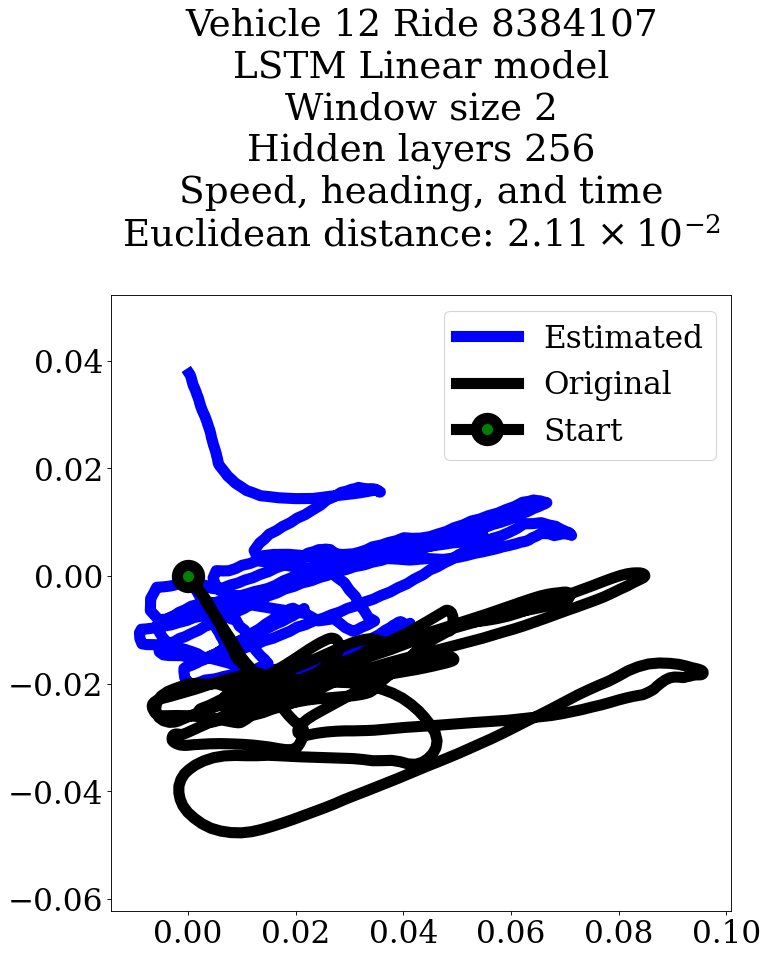 Vehicle 12 Ride 8384107
LSTM Linear model
Window size 2
Hidden layers 256
Speed, heading, and time
Euclidean distance: 2.11 × 10⁻²
Estimated
Original
Start
0.04
0.02
0.00
−0.02
−0.04
−0.06
0.00 0.02 0.04 0.06 0.08 0.10